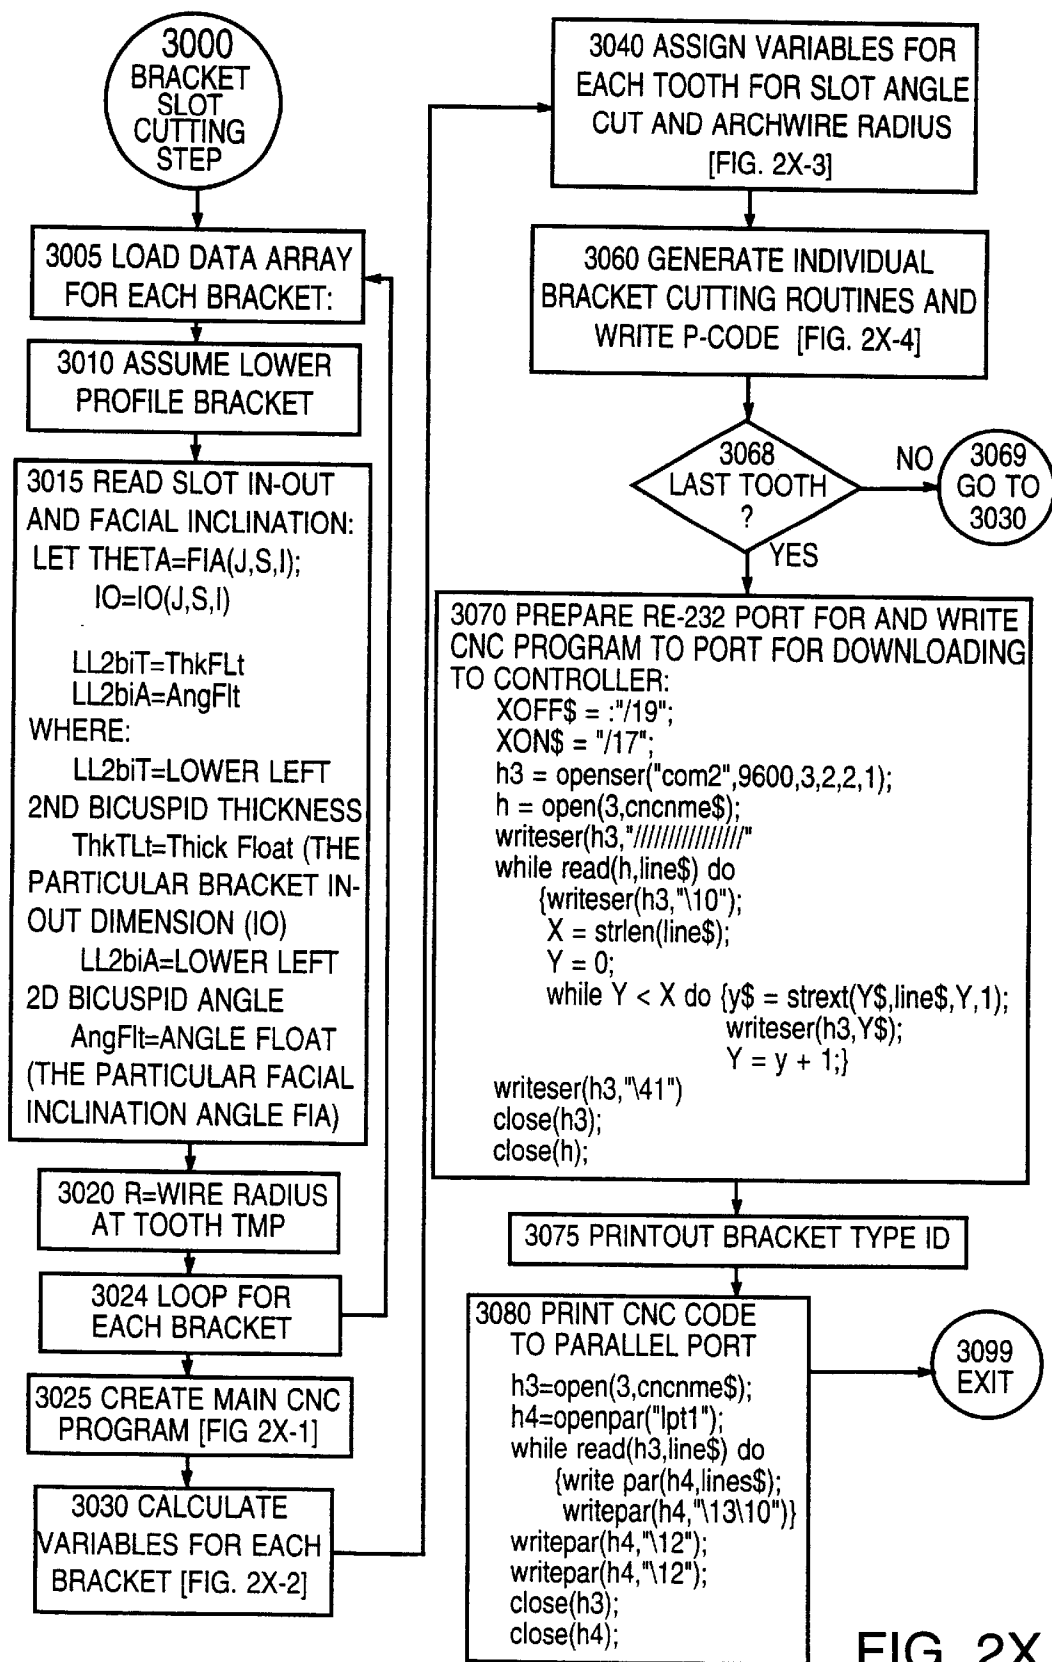 3000
BRACKET
SLOT
CUTTING
STEP
3005 LOAD DATA ARRAY
FOR EACH BRACKET:
3010 ASSUME LOWER
PROFILE BRACKET
3015 READ SLOT IN-OUT
AND FACIAL INCLINATION:
LET THETA=FIA(J,S,I);
IO=IO(J,S,I)
LL2biT=ThkFLt
LL2biA=AngFlt
WHERE:
LL2biT=LOWER LEFT
2ND BICUSPID THICKNESS
ThkTLt=Thick Float (THE
PARTICULAR BRACKET IN-
OUT DIMENSION (IO)
LL2biA=LOWER LEFT
2D BICUSPID ANGLE
AngFlt=ANGLE FLOAT
(THE PARTICULAR FACIAL
INCLINATION ANGLE FIA)
3020 R=WIRE RADIUS
AT TOOTH TMP
3024 LOOP FOR
EACH BRACKET
3025 CREATE MAIN CNC
PROGRAM [FIG 2X-1]
3030 CALCULATE
VARIABLES FOR EACH
BRACKET [FIG. 2X-2]
3040 ASSIGN VARIABLES FOR
EACH TOOTH FOR SLOT ANGLE
CUT AND ARCHWIRE RADIUS
[FIG. 2X-3]
3060 GENERATE INDIVIDUAL
BRACKET CUTTING ROUTINES AND
WRITE P-CODE [FIG. 2X-4]
3068
LAST TOOTH
?
NO
3069
GO TO
3030
YES
3070 PREPARE RE-232 PORT FOR AND WRITE
CNC PROGRAM TO PORT FOR DOWNLOADING
TO CONTROLLER:
XOFF$ = :"/19";
XON$ = "/17";
h3 = openser("com2",9600,3,2,2,1);
h = open(3,cncnme$);
writeser(h3,"////////////////"
while read(h,line$) do
{writeser(h3,"\10");
X = strlen(line$);
Y = 0;
while Y < X do {y$ = strext(Y$,line$,Y,1);
writeser(h3,Y$);
Y = y + 1;}
writeser(h3,"\41")
close(h3);
close(h);
3075 PRINTOUT BRACKET TYPE ID
3080 PRINT CNC CODE
TO PARALLEL PORT
h3=open(3,cncnme$);
h4=openpar("lpt1");
while read(h3,line$) do
{write par(h4,lines$);
writepar(h4,"\13\10")}
writepar(h4,"\12");
writepar(h4,"\12");
close(h3);
close(h4);
3099
EXIT
FIG. 2X